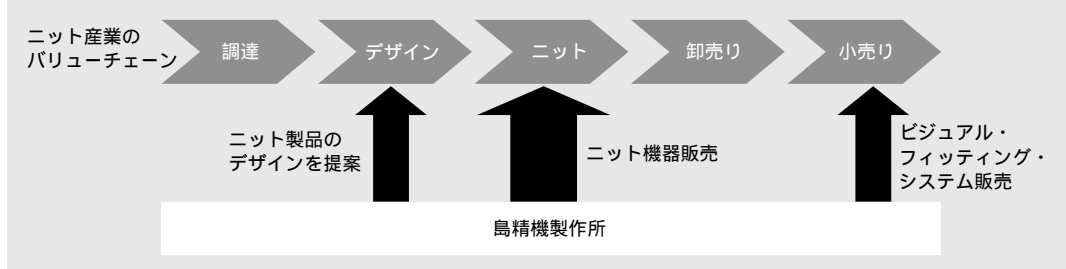 ニット産業の
バリューチェーン
調達
デザイン
ニット
卸売り
小売り
ニット製品の
デザインを提案
ニット機器販売
ビジュアル・
フィッティング・
システム販売
島精機製作所